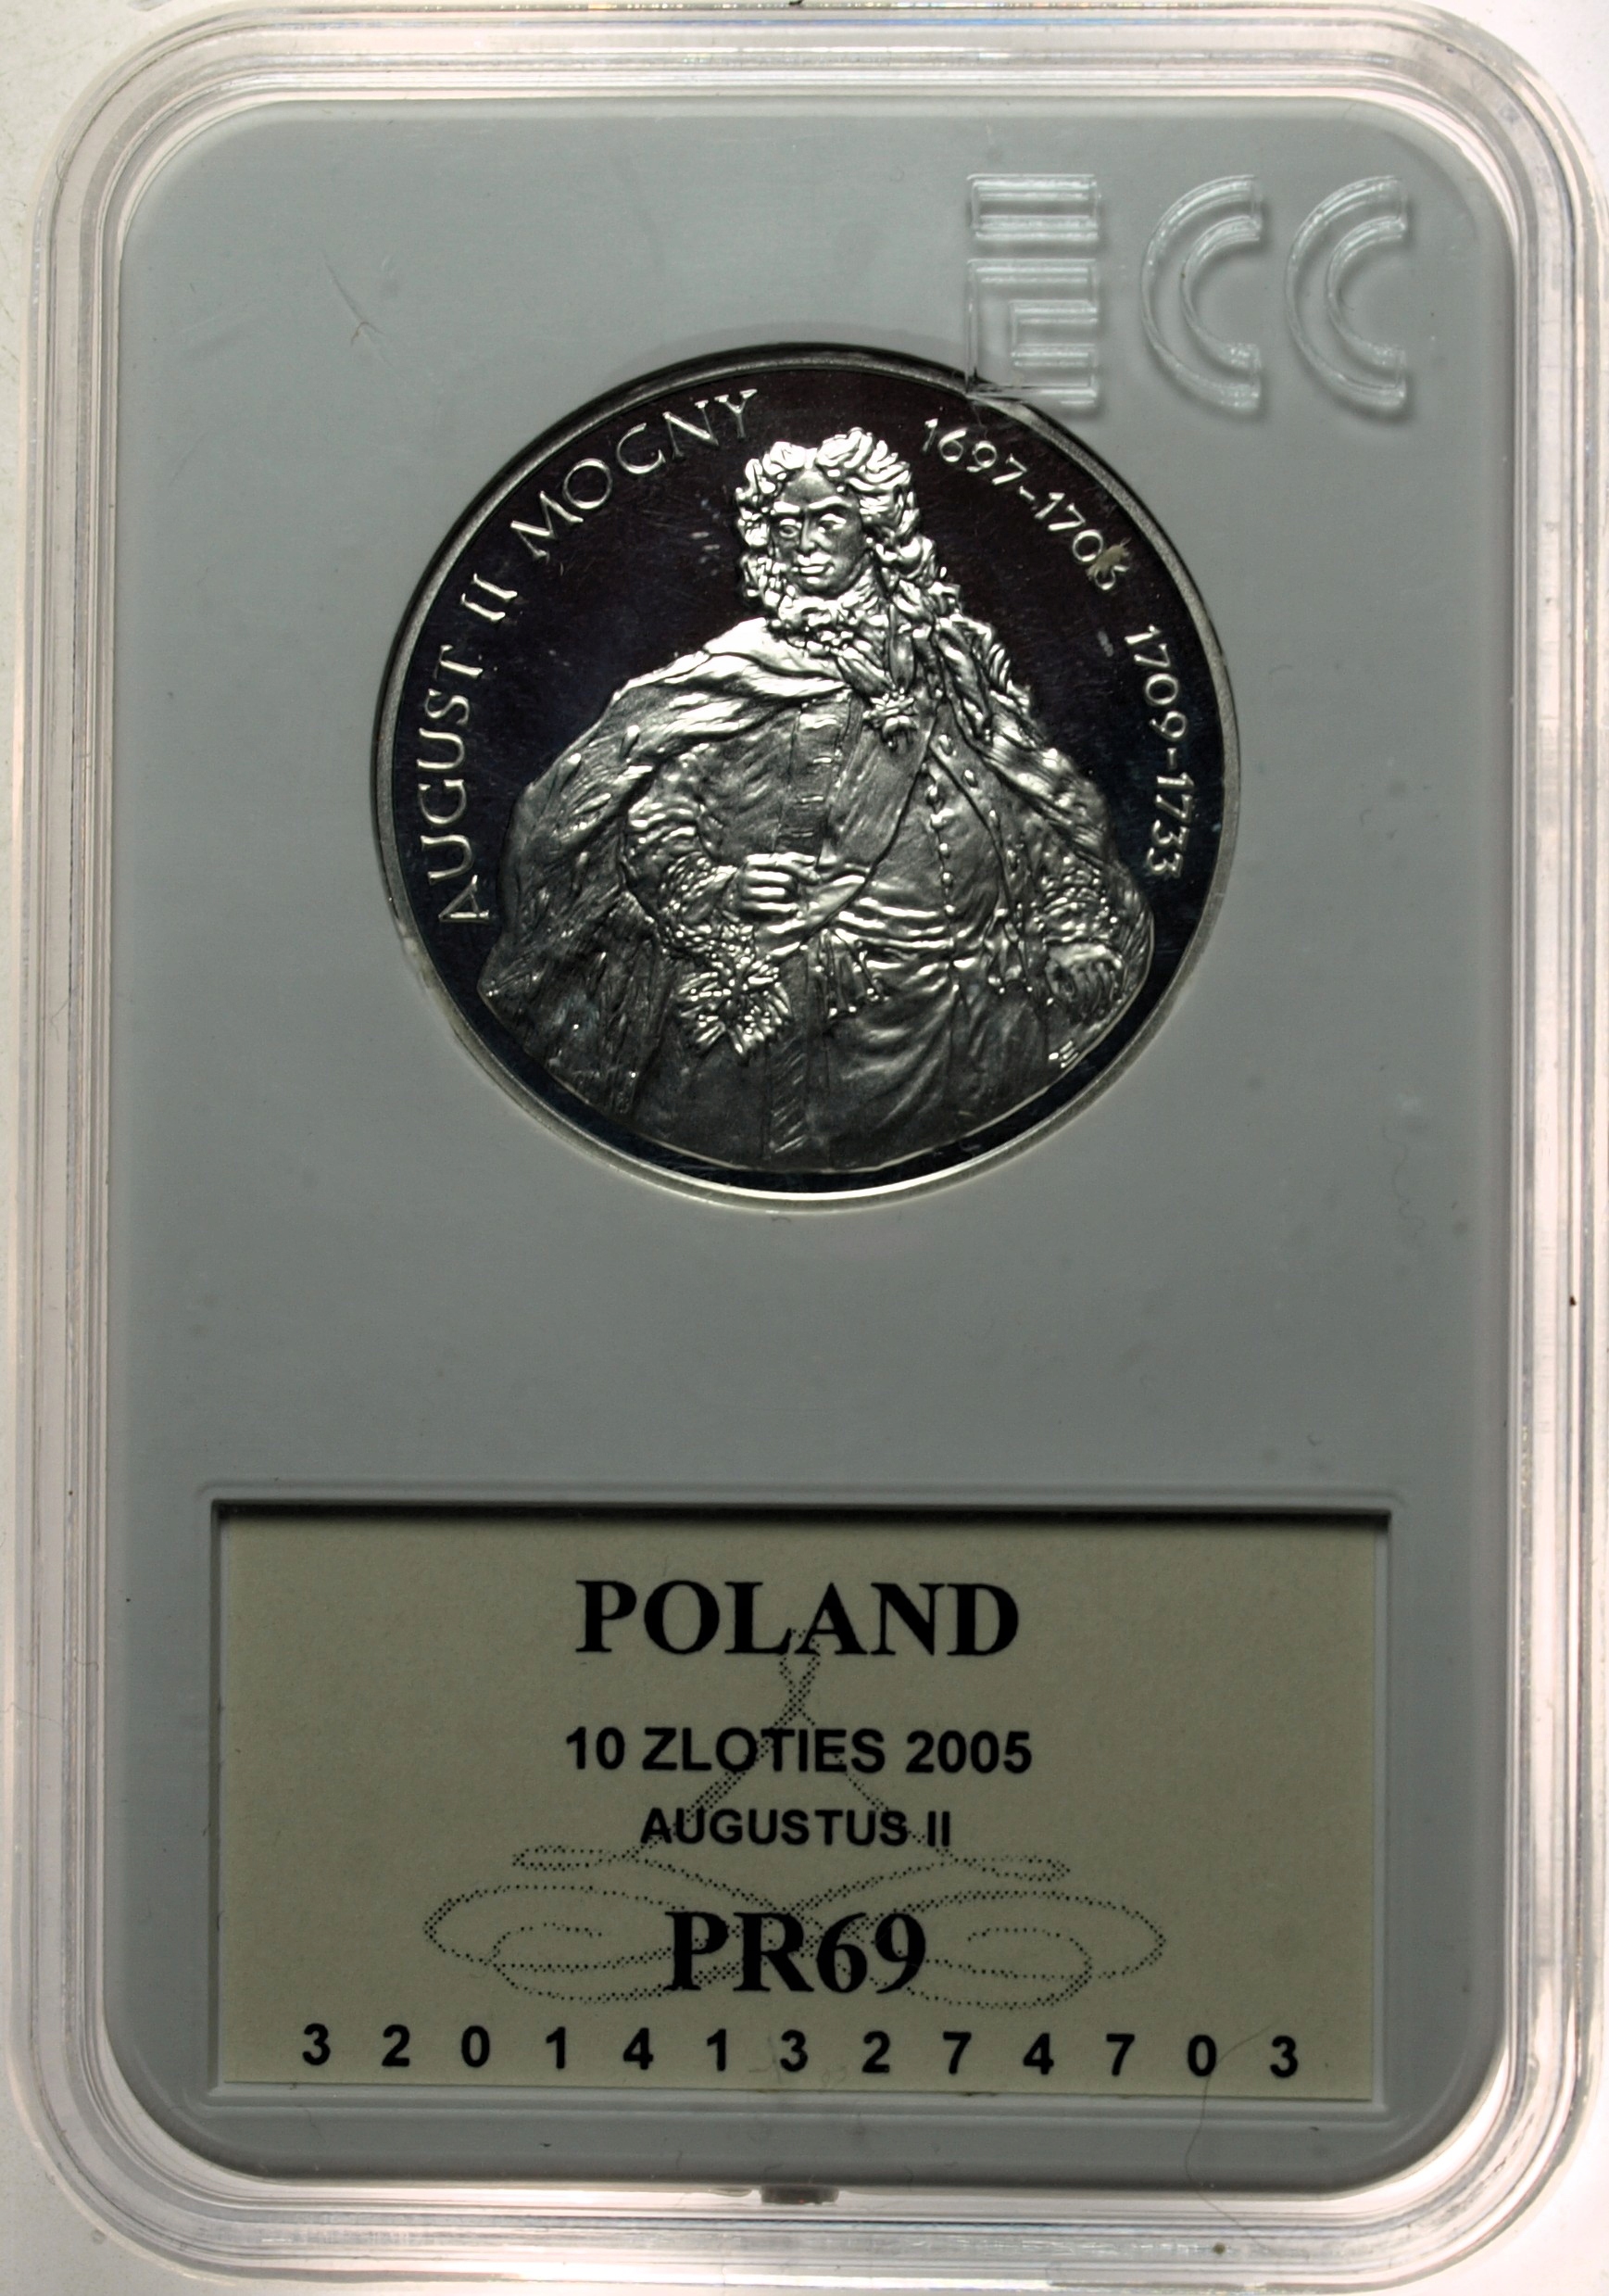 ECC
AUGUST II MOCNY 1697-1706 1709-1733
POLAND
10 ZLOTIES 2005
AUGUSTUS II
PR69
3 2 0 1 4 1 3 2 7 4 7 0 3